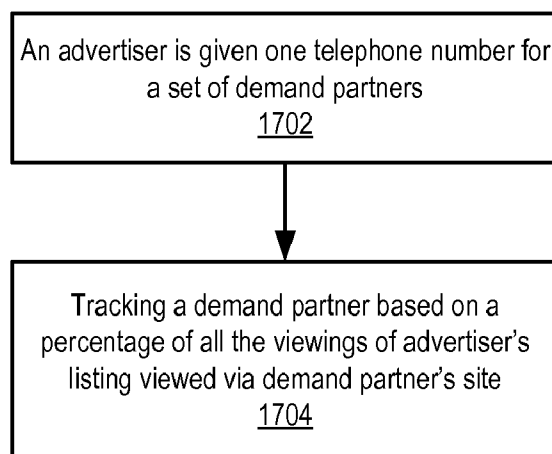 An advertiser is given one telephone number for
a set of demand partners
1702
Tracking a demand partner based on a
percentage of all the viewings of advertiser's
listing viewed via demand partner's site
1704